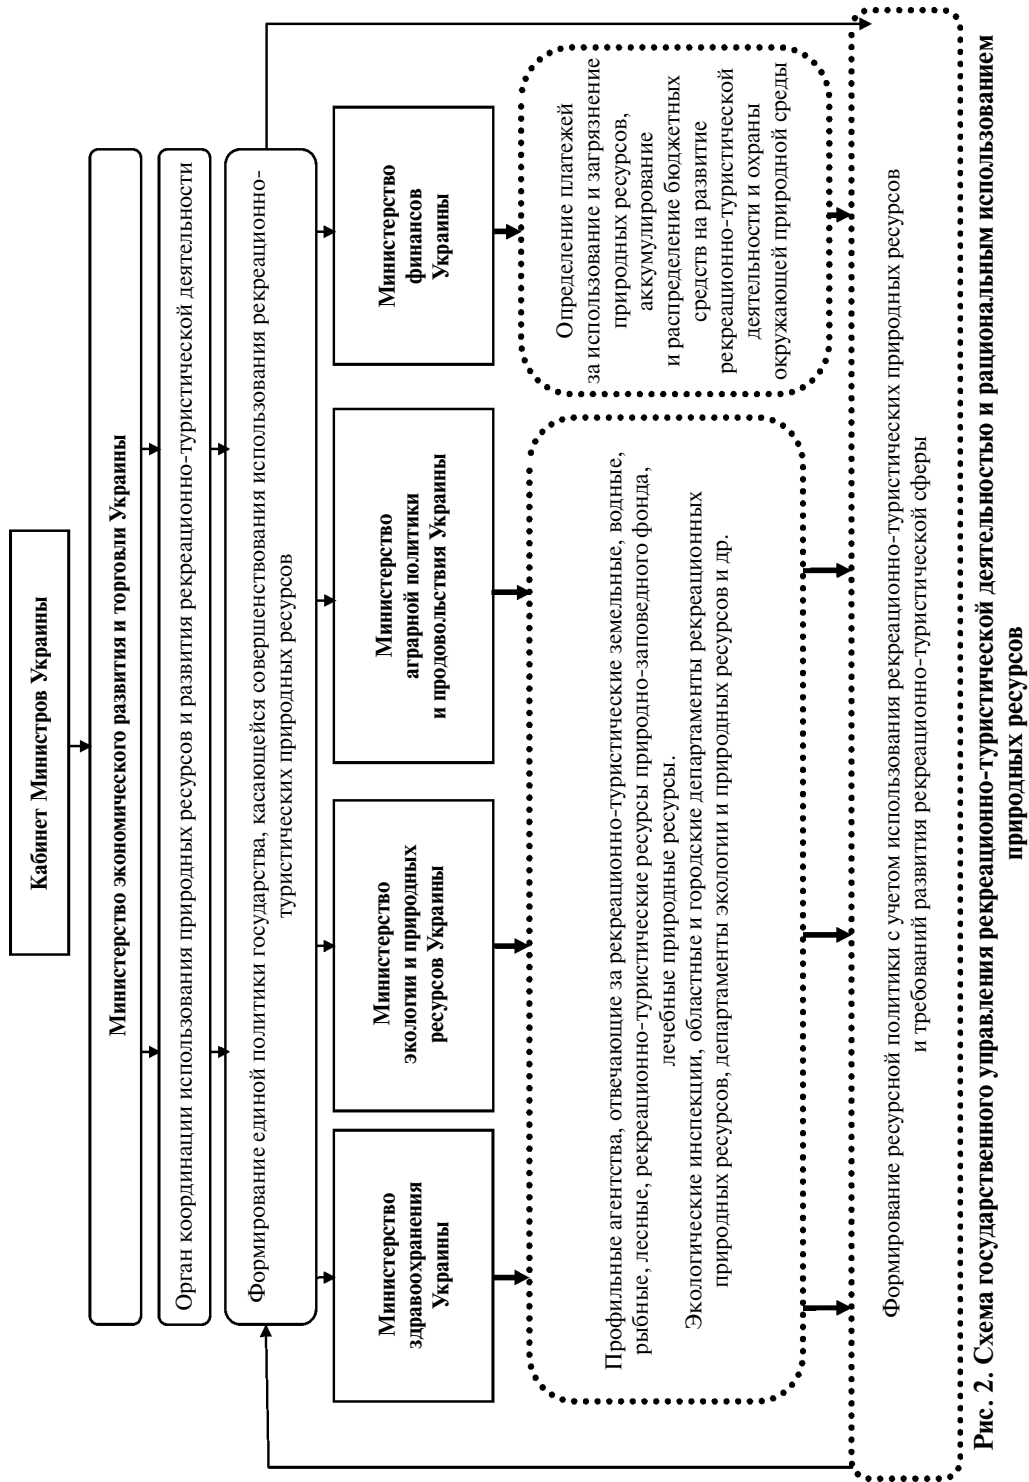 Кабинет Министров Украины
Министерство экономического развития и торговли Украины
Орган координации использования природных ресурсов и развития рекреационно-туристической деятельности
Формирование единой политики государства, касающейся совершенствования использования рекреационно-
туристических природных ресурсов
Министерство
здравоохранения
Украины
Министерство
экологии и природных
ресурсов Украины
Министерство
аграрной политики
и продовольствия Украины
Министерство
финансов
Украины
Профильные агентства, отвечающие за рекреационно-туристические земельные, водные,
рыбные, лесные, рекреационно-туристические ресурсы природно-заповедного фонда,
лечебные природные ресурсы.
Экологические инспекции, областные и городские департаменты рекреационных
природных ресурсов, департаменты экологии и природных ресурсов и др.
Определение платежей
за использование и загрязнение
природных ресурсов,
аккумулирование
и распределение бюджетных
средств на развитие
рекреационно-туристической
деятельности и охраны
окружающей природной среды
Формирование ресурсной политики с учетом использования рекреационно-туристических природных ресурсов
и требований развития рекреационно-туристической сферы
Рис. 2. Схема государственного управления рекреационно-туристической деятельностью и рациональным использованием
природных ресурсов